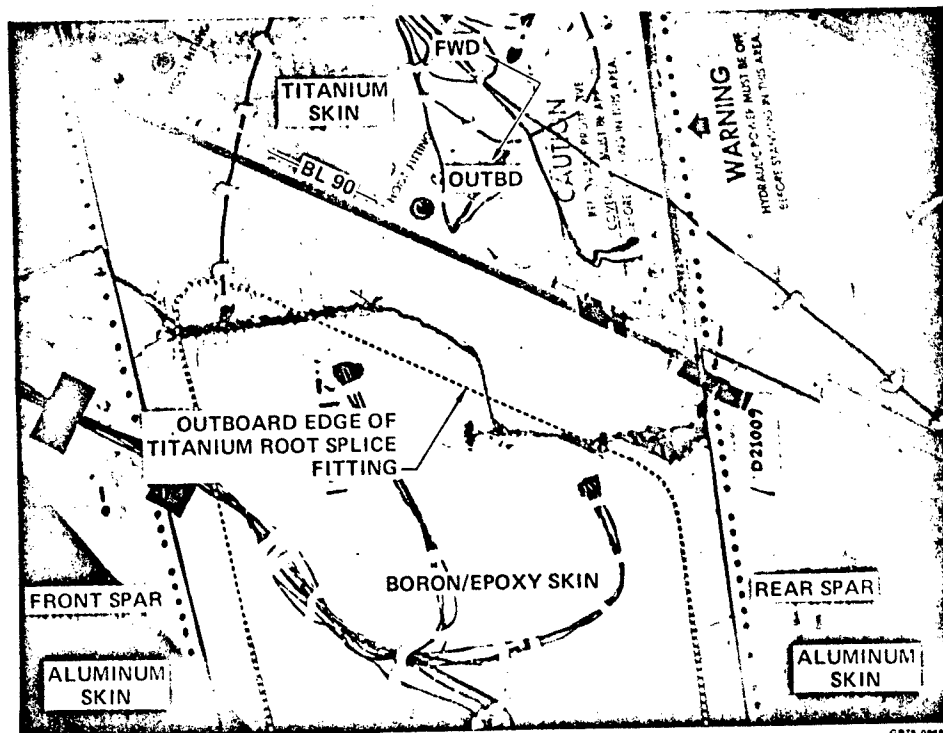 FWD
TITANIUM
SKIN
BL 90
OUTBD
CAUTION
WARNING
HYDRAULIC POWER MUST BE OFF
BEFORE STANDING IN THIS AREA.
D21007
OUTBOARD EDGE OF
TITANIUM ROOT SPLICE
FITTING
BORON/EPOXY SKIN
FRONT SPAR
REAR SPAR
ALUMINUM
SKIN
ALUMINUM
SKIN